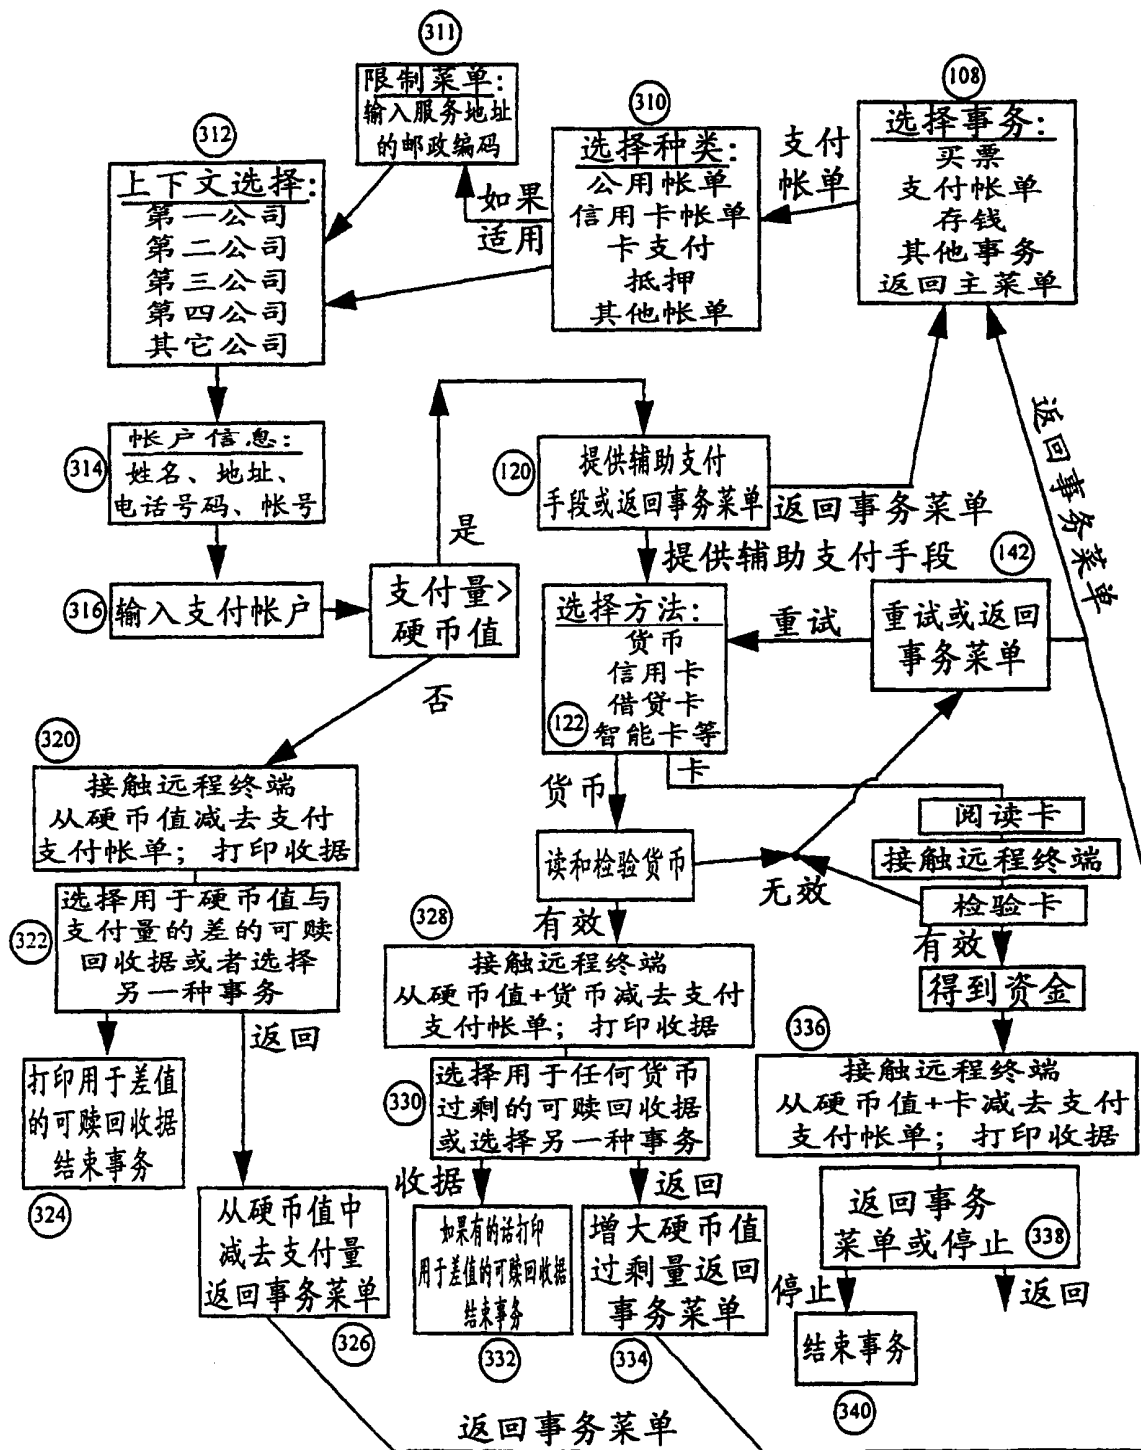 311
限制菜单:
输入服务地址
的邮政编码
310
选择种类:
公用帐单
信用卡帐单
卡支付
抵押
其他帐单
108
选择事务:
买票
支付帐单
存钱
其他事务
返回主菜单
支付
帐单
如果
适用
312
上下文选择:
第一公司
第二公司
第三公司
第四公司
其它公司
314
帐户信息:
姓名、地址、
电话号码、帐号
316
输入支付帐户
支付量>
硬币值
是
否
120
提供辅助支付
手段或返回事务菜单
返回事务菜单
返回事务菜单
提供辅助支付手段
142
重试或返回
事务菜单
重试
选择方法:
货币
信用卡
借贷卡
智能卡等
122
货币
卡
阅读卡
接触远程终端
检验卡
读和检验货币
无效
有效
有效
得到资金
320
接触远程终端
从硬币值减去支付
支付帐单; 打印收据
322
选择用于硬币值与
支付量的差的可赎
回收据或者选择
另一种事务
返回
打印用于差值
的可赎回收据
结束事务
324
从硬币值中
减去支付量
返回事务菜单
326
328
接触远程终端
从硬币值+货币减去支付
支付帐单; 打印收据
330
选择用于任何货币
过剩的可赎回收据
或选择另一种事务
收据
返回
如果有的话打印
用于差值的可赎回收据
结束事务
332
增大硬币值
过剩量返回
事务菜单
334
336
接触远程终端
从硬币值+卡减去支付
支付帐单; 打印收据
返回事务
菜单或停止
338
停止
返回
结束事务
340
返回事务菜单